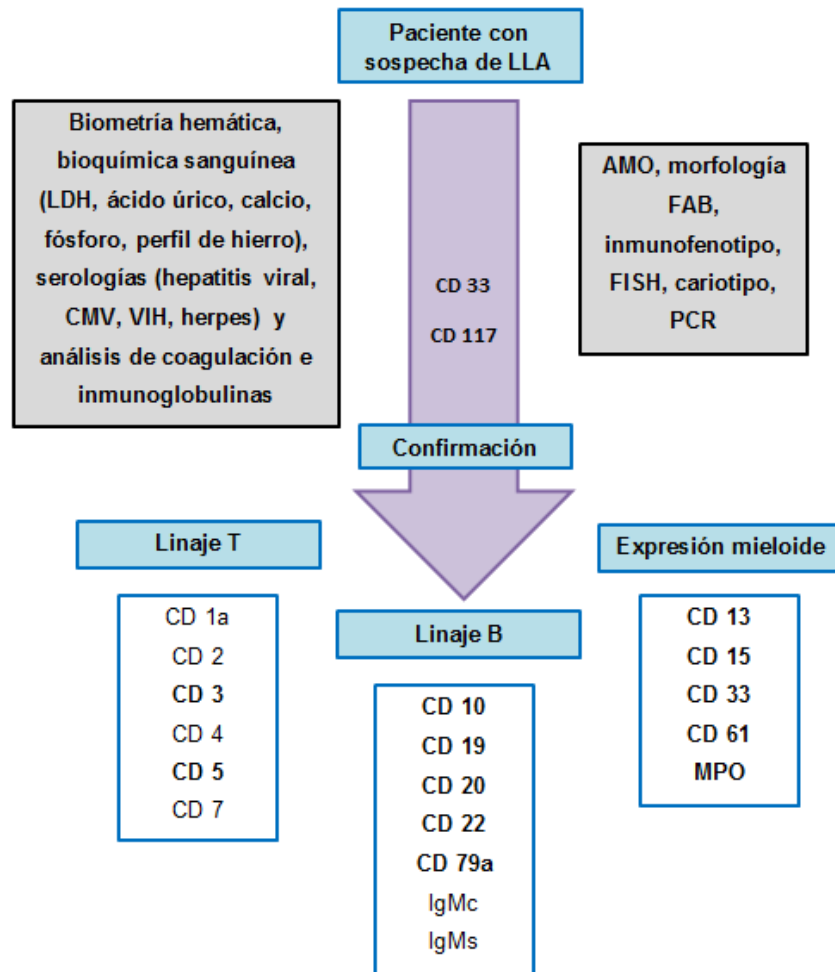 Paciente con
sospecha de LLA
Biometría hemática,
bioquímica sanguínea
(LDH, ácido úrico, calcio,
fósforo, perfil de hierro),
serologías (hepatitis viral,
CMV, VIH, herpes) y
análisis de coagulación e
inmunoglobulinas
AMO, morfología
FAB,
inmunofenotipo,
FISH, cariotipo,
PCR
CD 33
CD 117
Confirmación
Linaje T
CD 1a
CD 2
CD 3
CD 4
CD 5
CD 7
Linaje B
CD 10
CD 19
CD 20
CD 22
CD 79a
IgMc
IgMs
Expresión mieloide
CD 13
CD 15
CD 33
CD 61
MPO